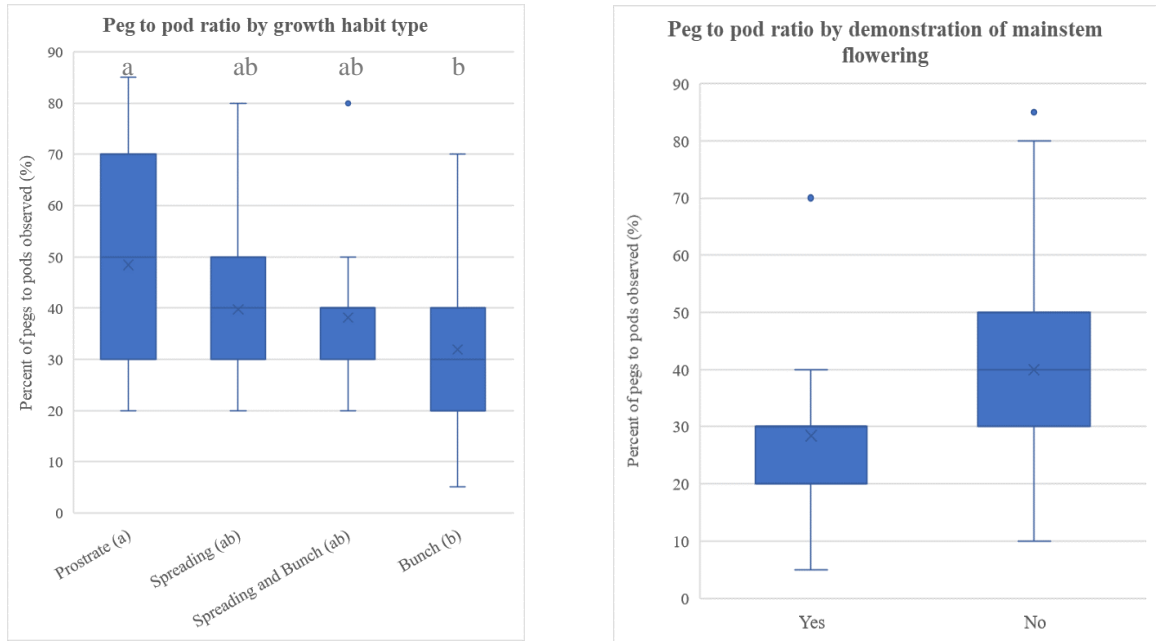 Peg to pod ratio by growth habit type
90
80
70
60
50
40
30
20
10
0
Percent of pegs to pods observed (%)
a
ab
ab
b
Prostrate (a)
Spreading (ab)
Spreading and Bunch (ab)
Bunch (b)
Peg to pod ratio by demonstration of mainstem
flowering
90
80
70
60
50
40
30
20
10
0
Percent of pegs to pods observed (%)
Yes
No